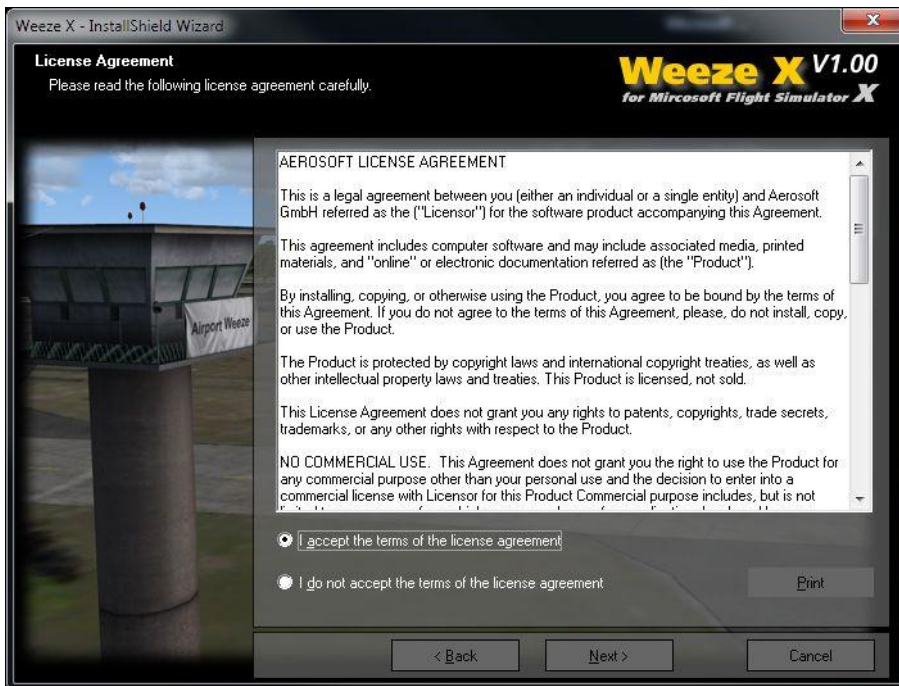 Weeze X - InstallShield Wizard
License Agreement
Please read the following license agreement carefully.
Weeze X V1.00
for Mircosoft Flight Simulator X
Airport Weeze
AEROSOFT LICENSE AGREEMENT
This is a legal agreement between you (either an individual or a single entity) and Aerosoft
GmbH referred as the ("Licensor") for the software product accompanying this Agreement.
This agreement includes computer software and may include associated media, printed
materials, and "online" or electronic documentation referred as (the "Product").
By installing, copying, or otherwise using the Product, you agree to be bound by the terms of
this Agreement. If you do not agree to the terms of this Agreement, please, do not install, copy,
or use the Product.
The Product is protected by copyright laws and international copyright treaties, as well as
other intellectual property laws and treaties. This Product is licensed, not sold.
This License Agreement does not grant you any rights to patents, copyrights, trade secrets,
trademarks, or any other rights with respect to the Product.
NO COMMERCIAL USE. This Agreement does not grant you the right to use the Product for
any commercial purpose other than your personal use and the decision to enter into a
commercial license with Licensor for this Product Commercial purpose includes, but is not
I accept the terms of the license agreement
I do not accept the terms of the license agreement
Print
< Back
Next >
Cancel